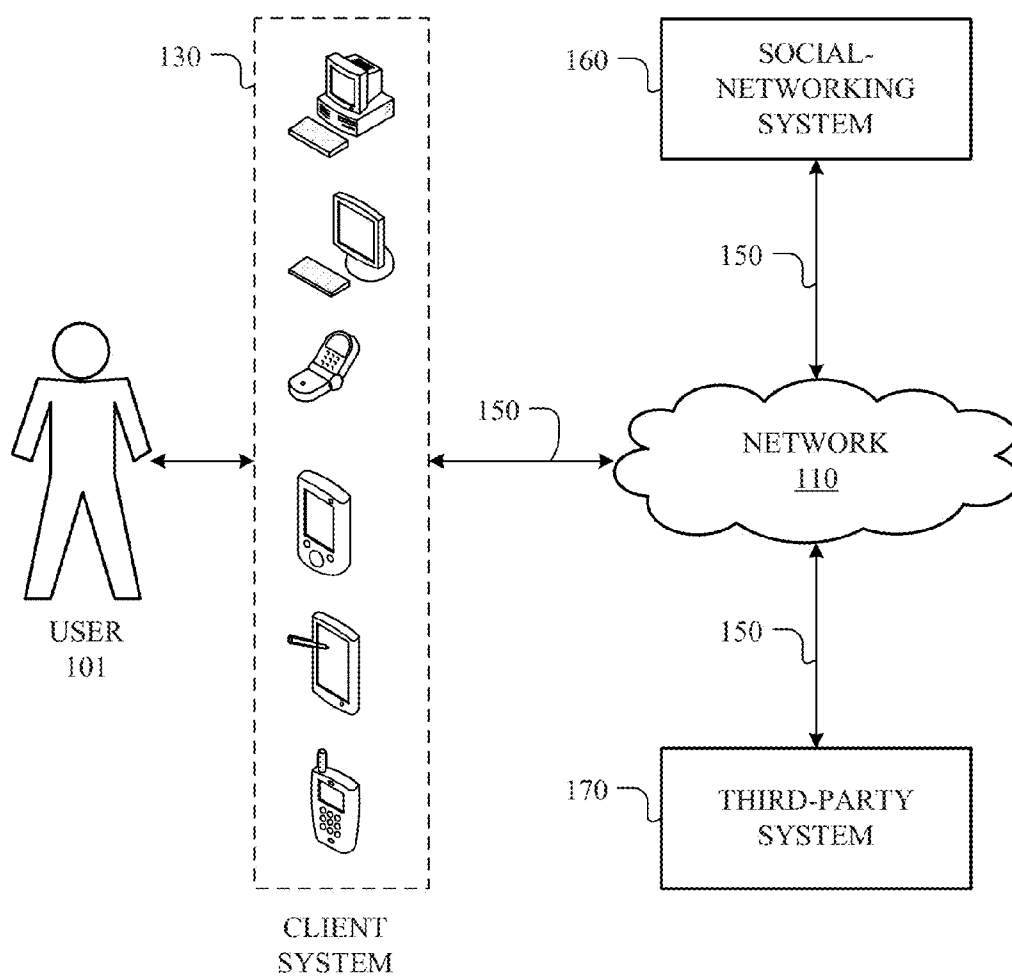 130
160
SOCIAL-
NETWORKING
SYSTEM
150
150
NETWORK
110
USER
101
150
170
THIRD-PARTY
SYSTEM
CLIENT
SYSTEM